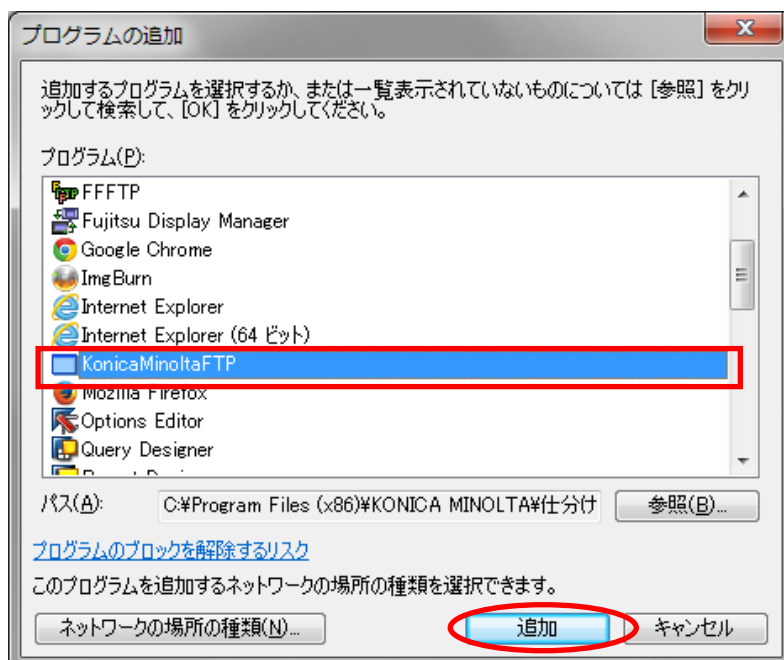 プログラムの追加
追加するプログラムを選択するか、または一覧表示されていないものについては [参照] をクリ
ックして検索して、[OK] をクリックしてください。
プログラム(P):
FFFTP
Fujitsu Display Manager
Google Chrome
ImgBurn
Internet Explorer
Internet Explorer (64 ビット)
KonicaMinoltaFTP
Mozilla Firefox
Options Editor
Query Designer
パス(A):
C:¥Program Files (x86)¥KONICA MINOLTA¥仕分け
参照(B)...
プログラムのブロックを解除するリスク
このプログラムを追加するネットワークの場所の種類を選択できます。
ネットワークの場所の種類(N)...
追加
キャンセル